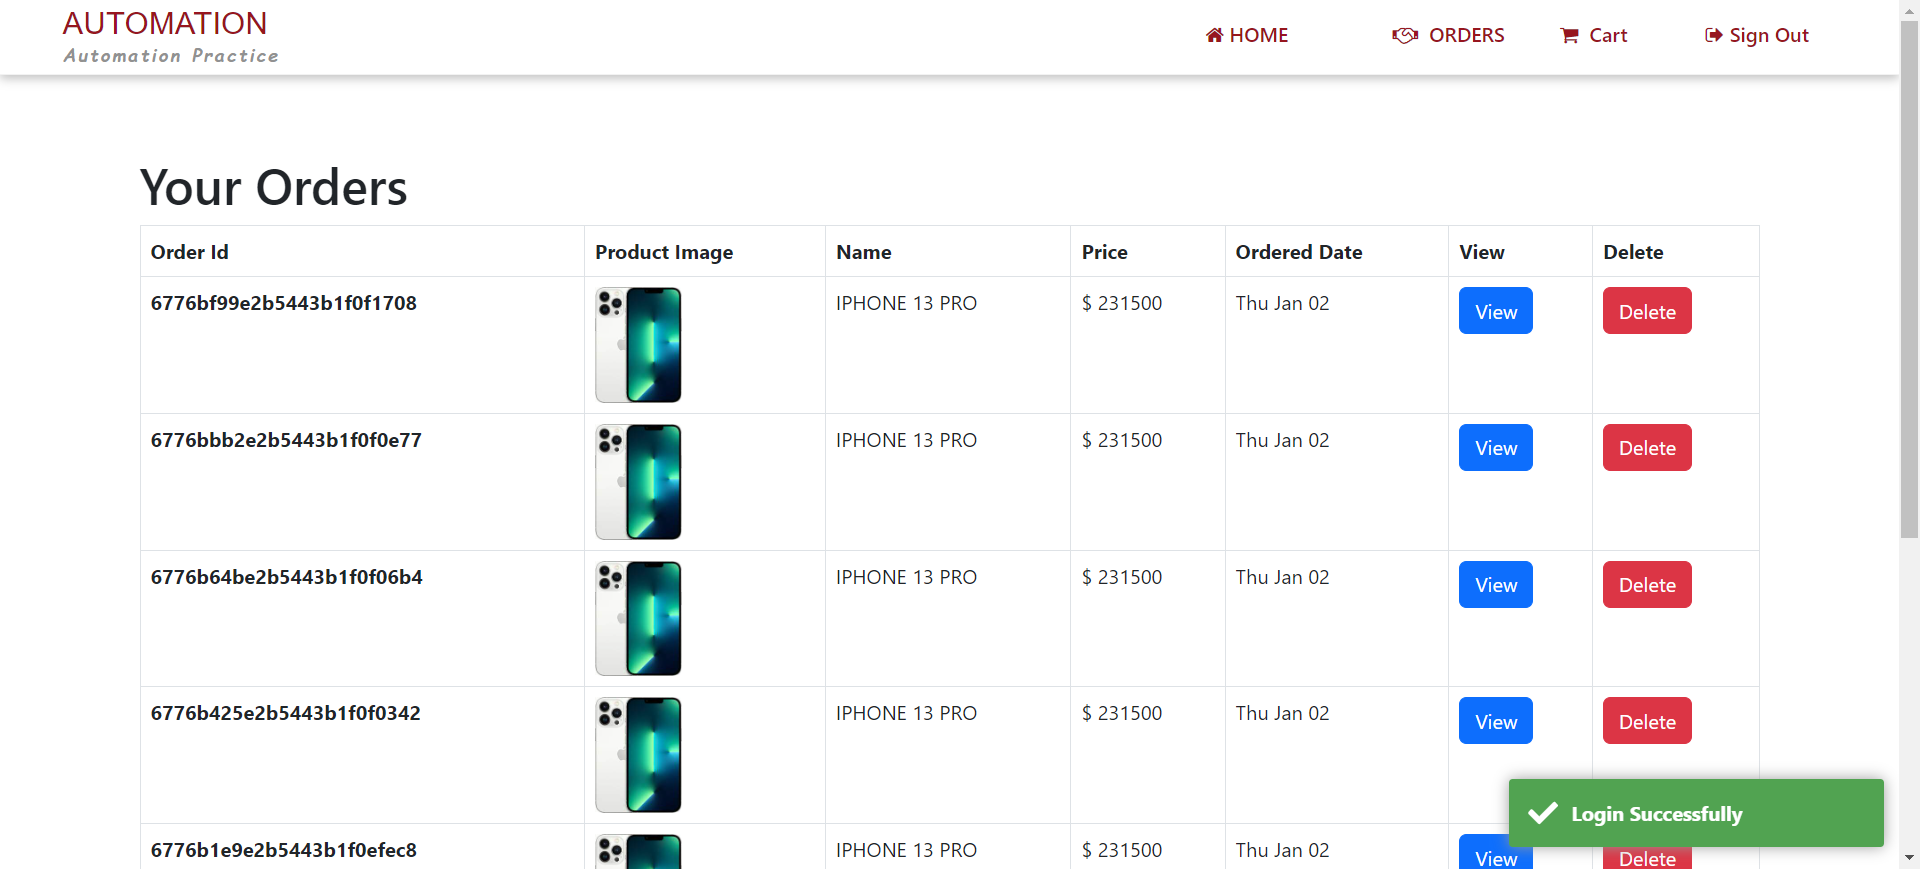 AUTOMATION
Automation Practice
HOME
ORDERS
Cart
Sign Out
Your Orders
Order Id Product Image Name Price Ordered Date View Delete
6776bf99e2b5443b1f0f1708 IPHONE 13 PRO $ 231500 Thu Jan 02 View Delete
6776bbb2e2b5443b1f0f0e77 IPHONE 13 PRO $ 231500 Thu Jan 02 View Delete
6776b64be2b5443b1f0f06b4 IPHONE 13 PRO $ 231500 Thu Jan 02 View Delete
6776b425e2b5443b1f0f0342 IPHONE 13 PRO $ 231500 Thu Jan 02 View Delete
6776b1e9e2b5443b1f0efec8 IPHONE 13 PRO $ 231500 Thu Jan 02 View Delete
Login Successfully